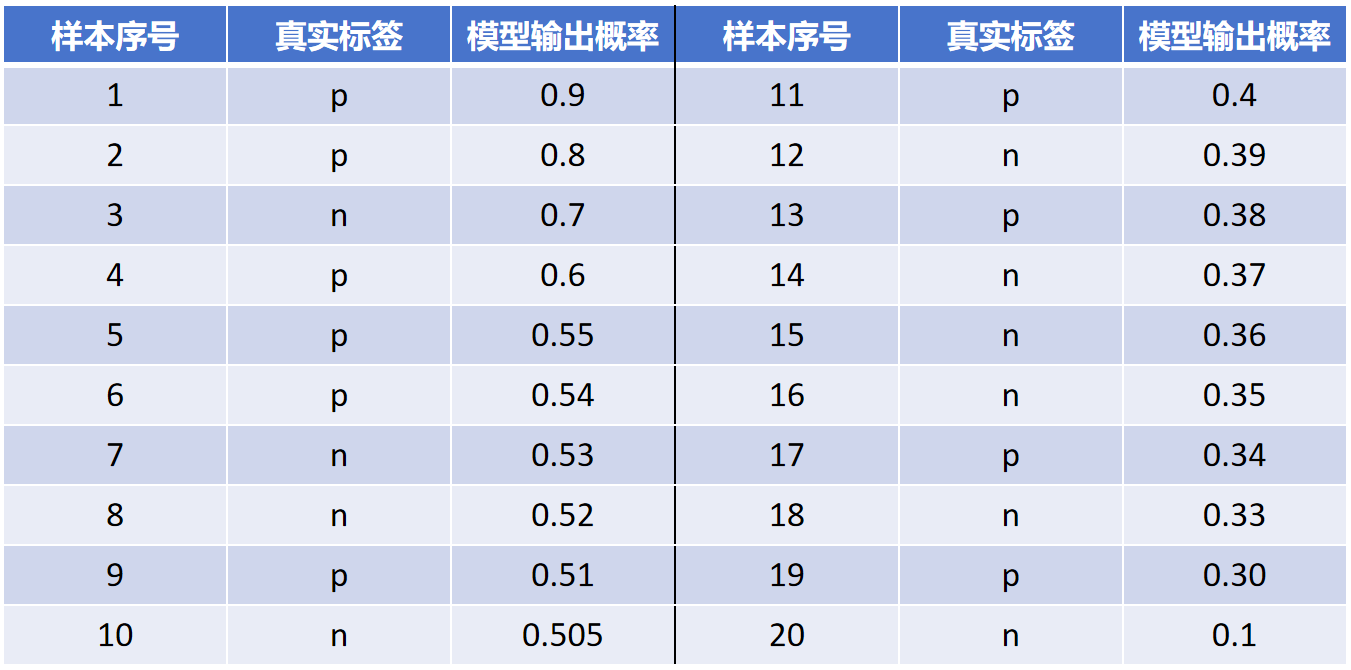 样本序号 真实标签 模型输出概率 样本序号 真实标签 模型输出概率
1 p 0.9 11 p 0.4
2 p 0.8 12 n 0.39
3 n 0.7 13 p 0.38
4 p 0.6 14 n 0.37
5 p 0.55 15 n 0.36
6 p 0.54 16 n 0.35
7 n 0.53 17 p 0.34
8 n 0.52 18 n 0.33
9 p 0.51 19 p 0.30
10 n 0.505 20 n 0.1